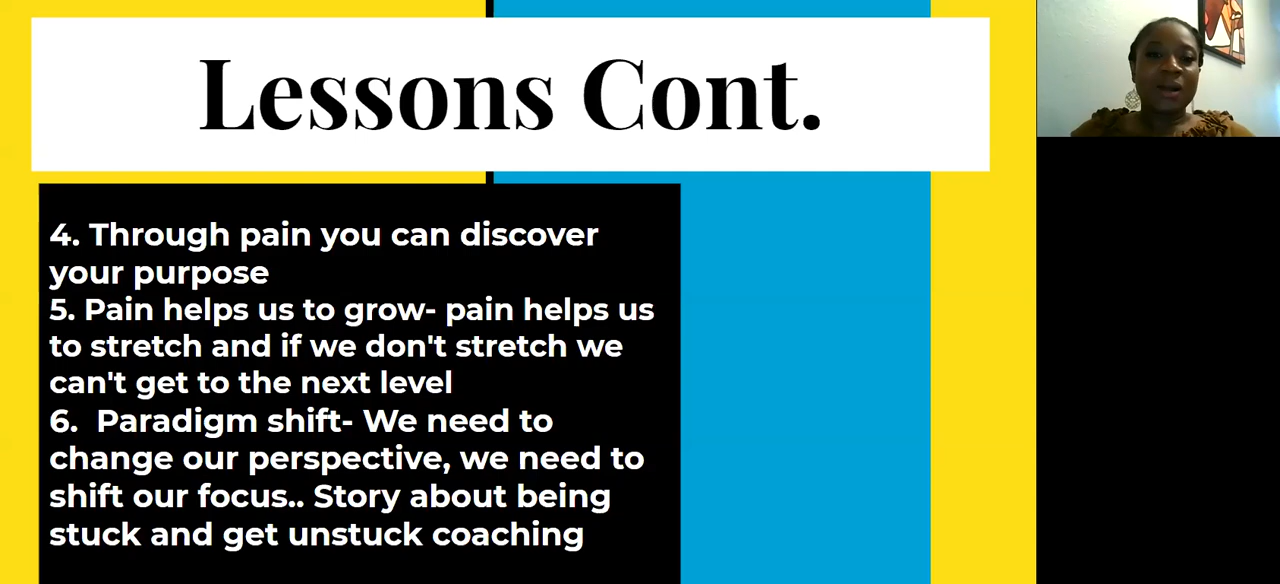 Lessons Cont.
4. Through pain you can discover
your purpose
5. Pain helps us to grow- pain helps us
to stretch and if we don't stretch we
can't get to the next level
6.  Paradigm shift- We need to
change our perspective, we need to
shift our focus.. Story about being
stuck and get unstuck coaching